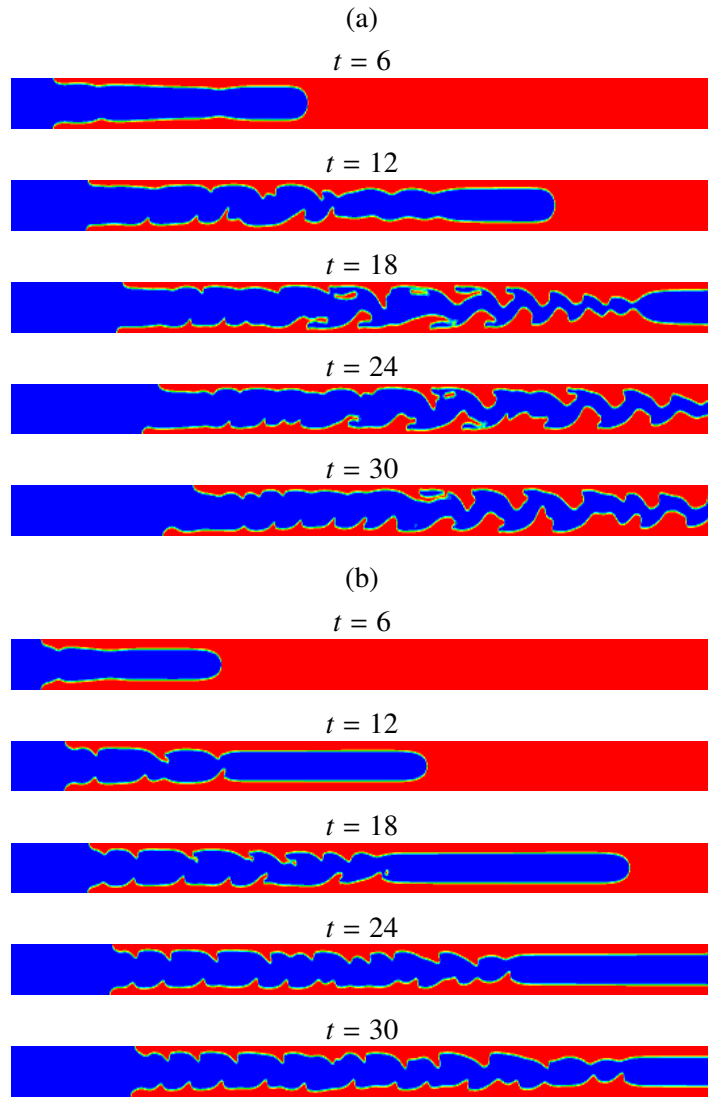 (a)
t = 6
t = 12
t = 18
t = 24
t = 30
(b)
t = 6
t = 12
t = 18
t = 24
t = 30